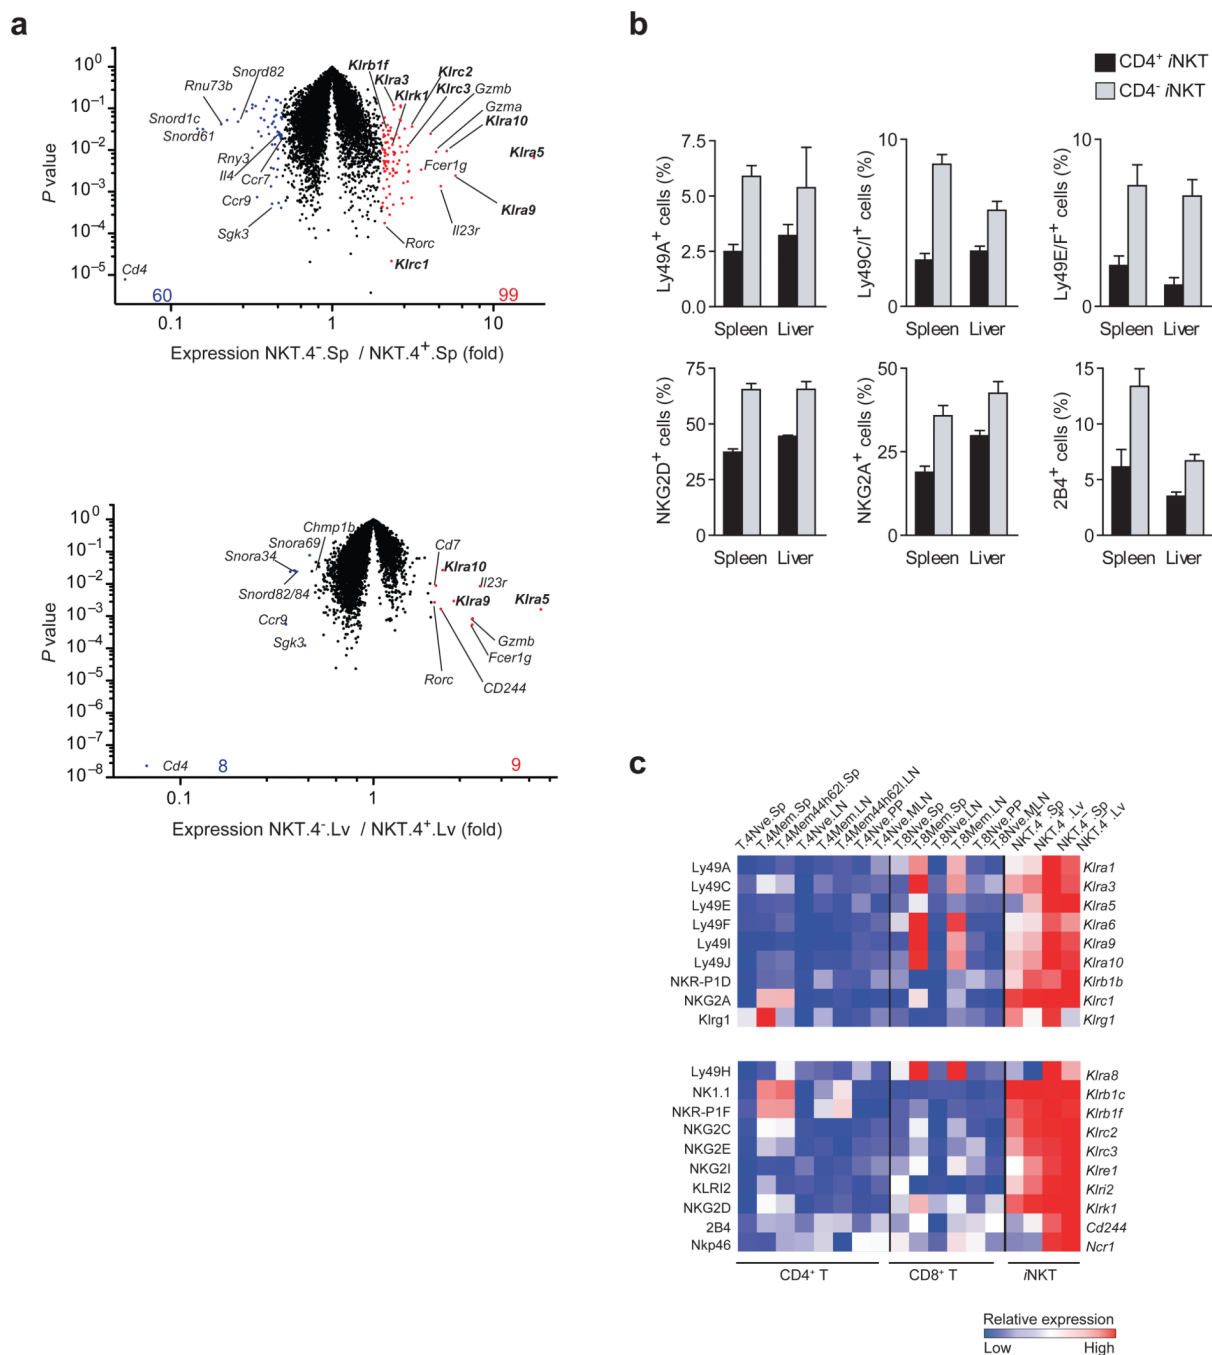 a
10⁰
10⁻¹
10⁻²
10⁻³
10⁻⁴
10⁻⁵
P value
Snord82
Rnu73b
Snord1c
Snord61
Rny3
Il4
Ccr7
Ccr9
Sgk3
Cd4
60
Klrb1f
Klra3
Klrk1
Klrc2
Klrc3
Gzmb
Gzma
Klra10
Klra5
Fcer1g
Klra9
Il23r
Rorc
Klrc1
99
0.1 1 10
Expression NKT.4⁻.Sp / NKT.4⁺.Sp (fold)
10⁰
10⁻¹
10⁻²
10⁻³
10⁻⁴
10⁻⁵
10⁻⁶
10⁻⁷
10⁻⁸
P value
Chmp1b
Snora69
Snora34
Snord82/84
Ccr9
Sgk3
Cd4
8
Cd7
Klra10
Il23r
Klra9
Klra5
Gzmb
Fcer1g
Rorc
CD244
9
0.1 1
Expression NKT.4⁻.Lv / NKT.4⁺.Lv (fold)
b
CD4⁺ iNKT
CD4⁻ iNKT
Ly49A⁺ cells (%)
7.5
5.0
2.5
0.0
Spleen Liver
Ly49C/I⁺ cells (%)
10
0
Spleen Liver
Ly49E/F⁺ cells (%)
10
0
Spleen Liver
NKG2D⁺ cells (%)
75
50
25
0
Spleen Liver
NKG2A⁺ cells (%)
50
25
0
Spleen Liver
2B4⁺ cells (%)
15
10
5
0
Spleen Liver
c
T.4Nve.Sp
T.4Mem.Sp
T.4Mem44h62l.Sp
T.4Nve.LN
T.4Mem.LN
T.4Mem44h62l.LN
T.4Nve.PP
T.4Nve.MLN
T.8Nve.Sp
T.8Mem.Sp
T.8Nve.LN
T.8Mem.LN
T.8Nve.PP
T.8Nve.MLN
NKT.4⁺.Sp
NKT.4⁺.Lv
NKT.4⁻.Sp
NKT.4⁻.Lv
Ly49A Klra1
Ly49C Klra3
Ly49E Klra5
Ly49F Klra6
Ly49I Klra9
Ly49J Klra10
NKR-P1D Klrb1b
NKG2A Klrc1
Klrg1 Klrg1
Ly49H Klra8
NK1.1 Klrb1c
NKR-P1F Klrb1f
NKG2C Klrc2
NKG2E Klrc3
NKG2I Klre1
KLRI2 Klri2
NKG2D Klrk1
2B4 Cd244
Nkp46 Ncr1
CD4⁺ T CD8⁺ T iNKT
Relative expression
Low High